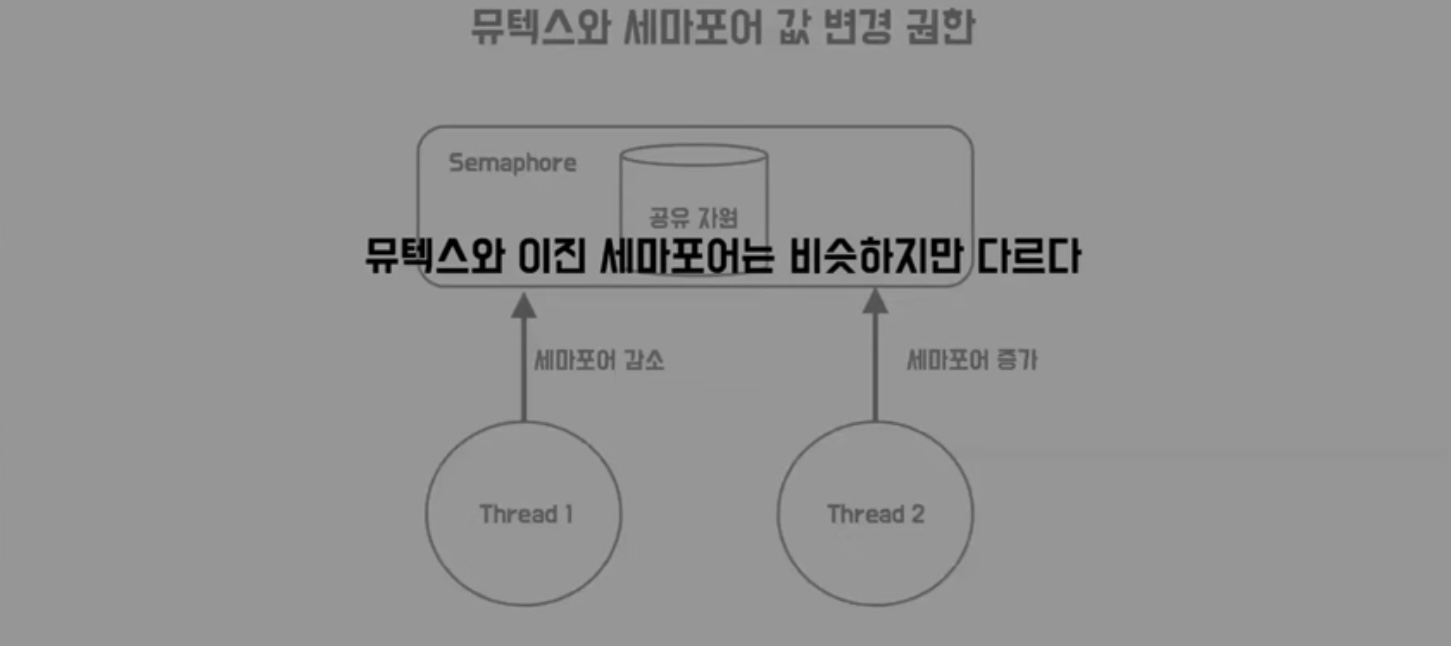 뮤텍스와 세마포어 값 변경 권한
Semaphore
공유 자원
뮤텍스와 이진 세마포어는 비슷하지만 다르다
세마포어 감소
세마포어 증가
Thread 1
Thread 2